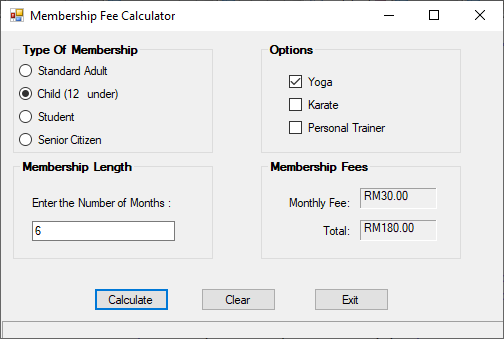 Membership Fee Calculator
Type Of Membership
Standard Adult
Child (12 under)
Student
Senior Citizen
Options
Yoga
Karate
Personal Trainer
Membership Length
Enter the Number of Months :
6
Membership Fees
Monthly Fee: RM30.00
Total: RM180.00
Calculate Clear Exit